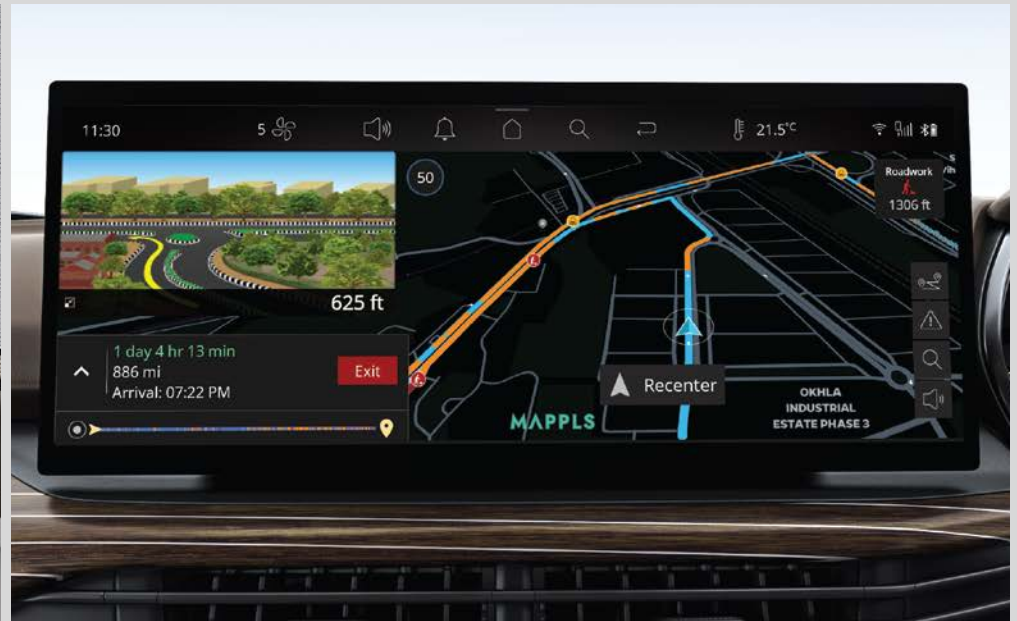 11:30
5
21.5°C
625 ft
1 day 4 hr 13 min
886 mi
Arrival: 07:22 PM
Exit
50
Roadwork
1306 ft
Recenter
MAPPLS
OKHLA
INDUSTRIAL
ESTATE PHASE 3